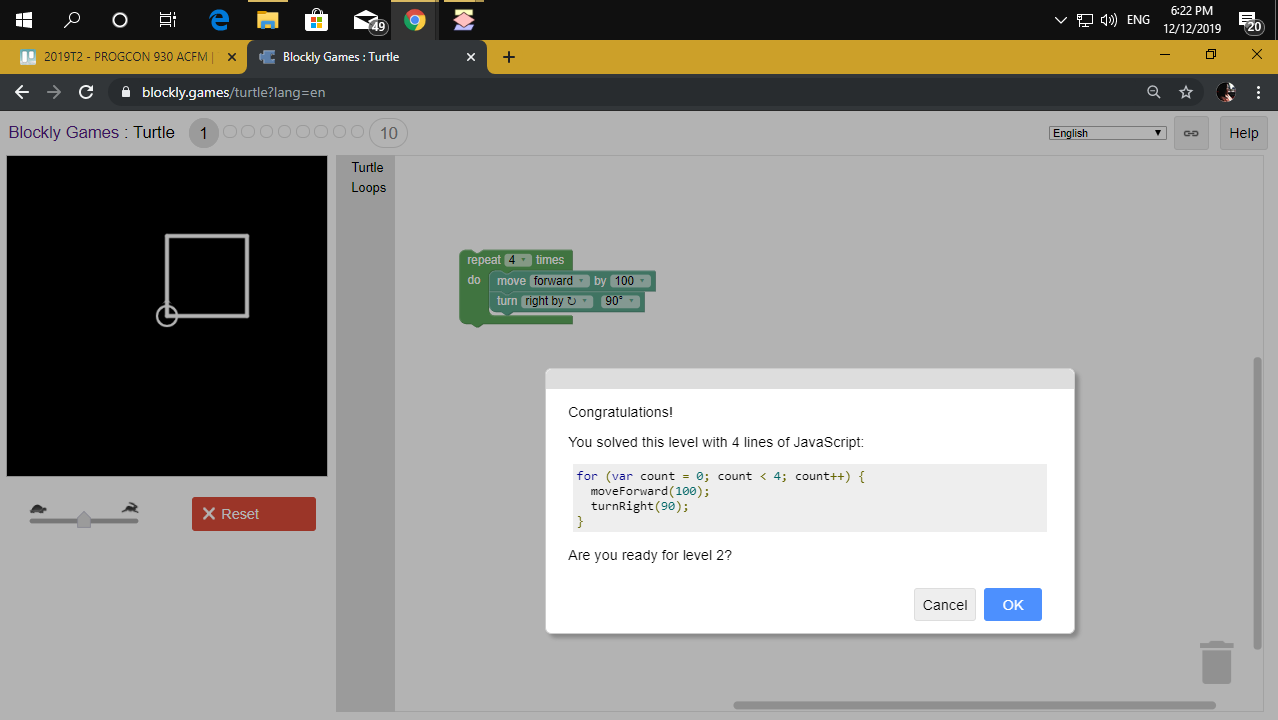 49
ENG
6:22 PM
12/12/2019
20
2019T2 - PROGCON 930 ACFM |
Blockly Games : Turtle
blockly.games/turtle?lang=en
Blockly Games : Turtle 1 10
English
Help
Turtle
Loops
repeat 4 times
do move forward by 100
turn right by ↻ 90°
Reset
Congratulations!
You solved this level with 4 lines of JavaScript:
for (var count = 0; count < 4; count++) {
moveForward(100);
turnRight(90);
}
Are you ready for level 2?
Cancel OK